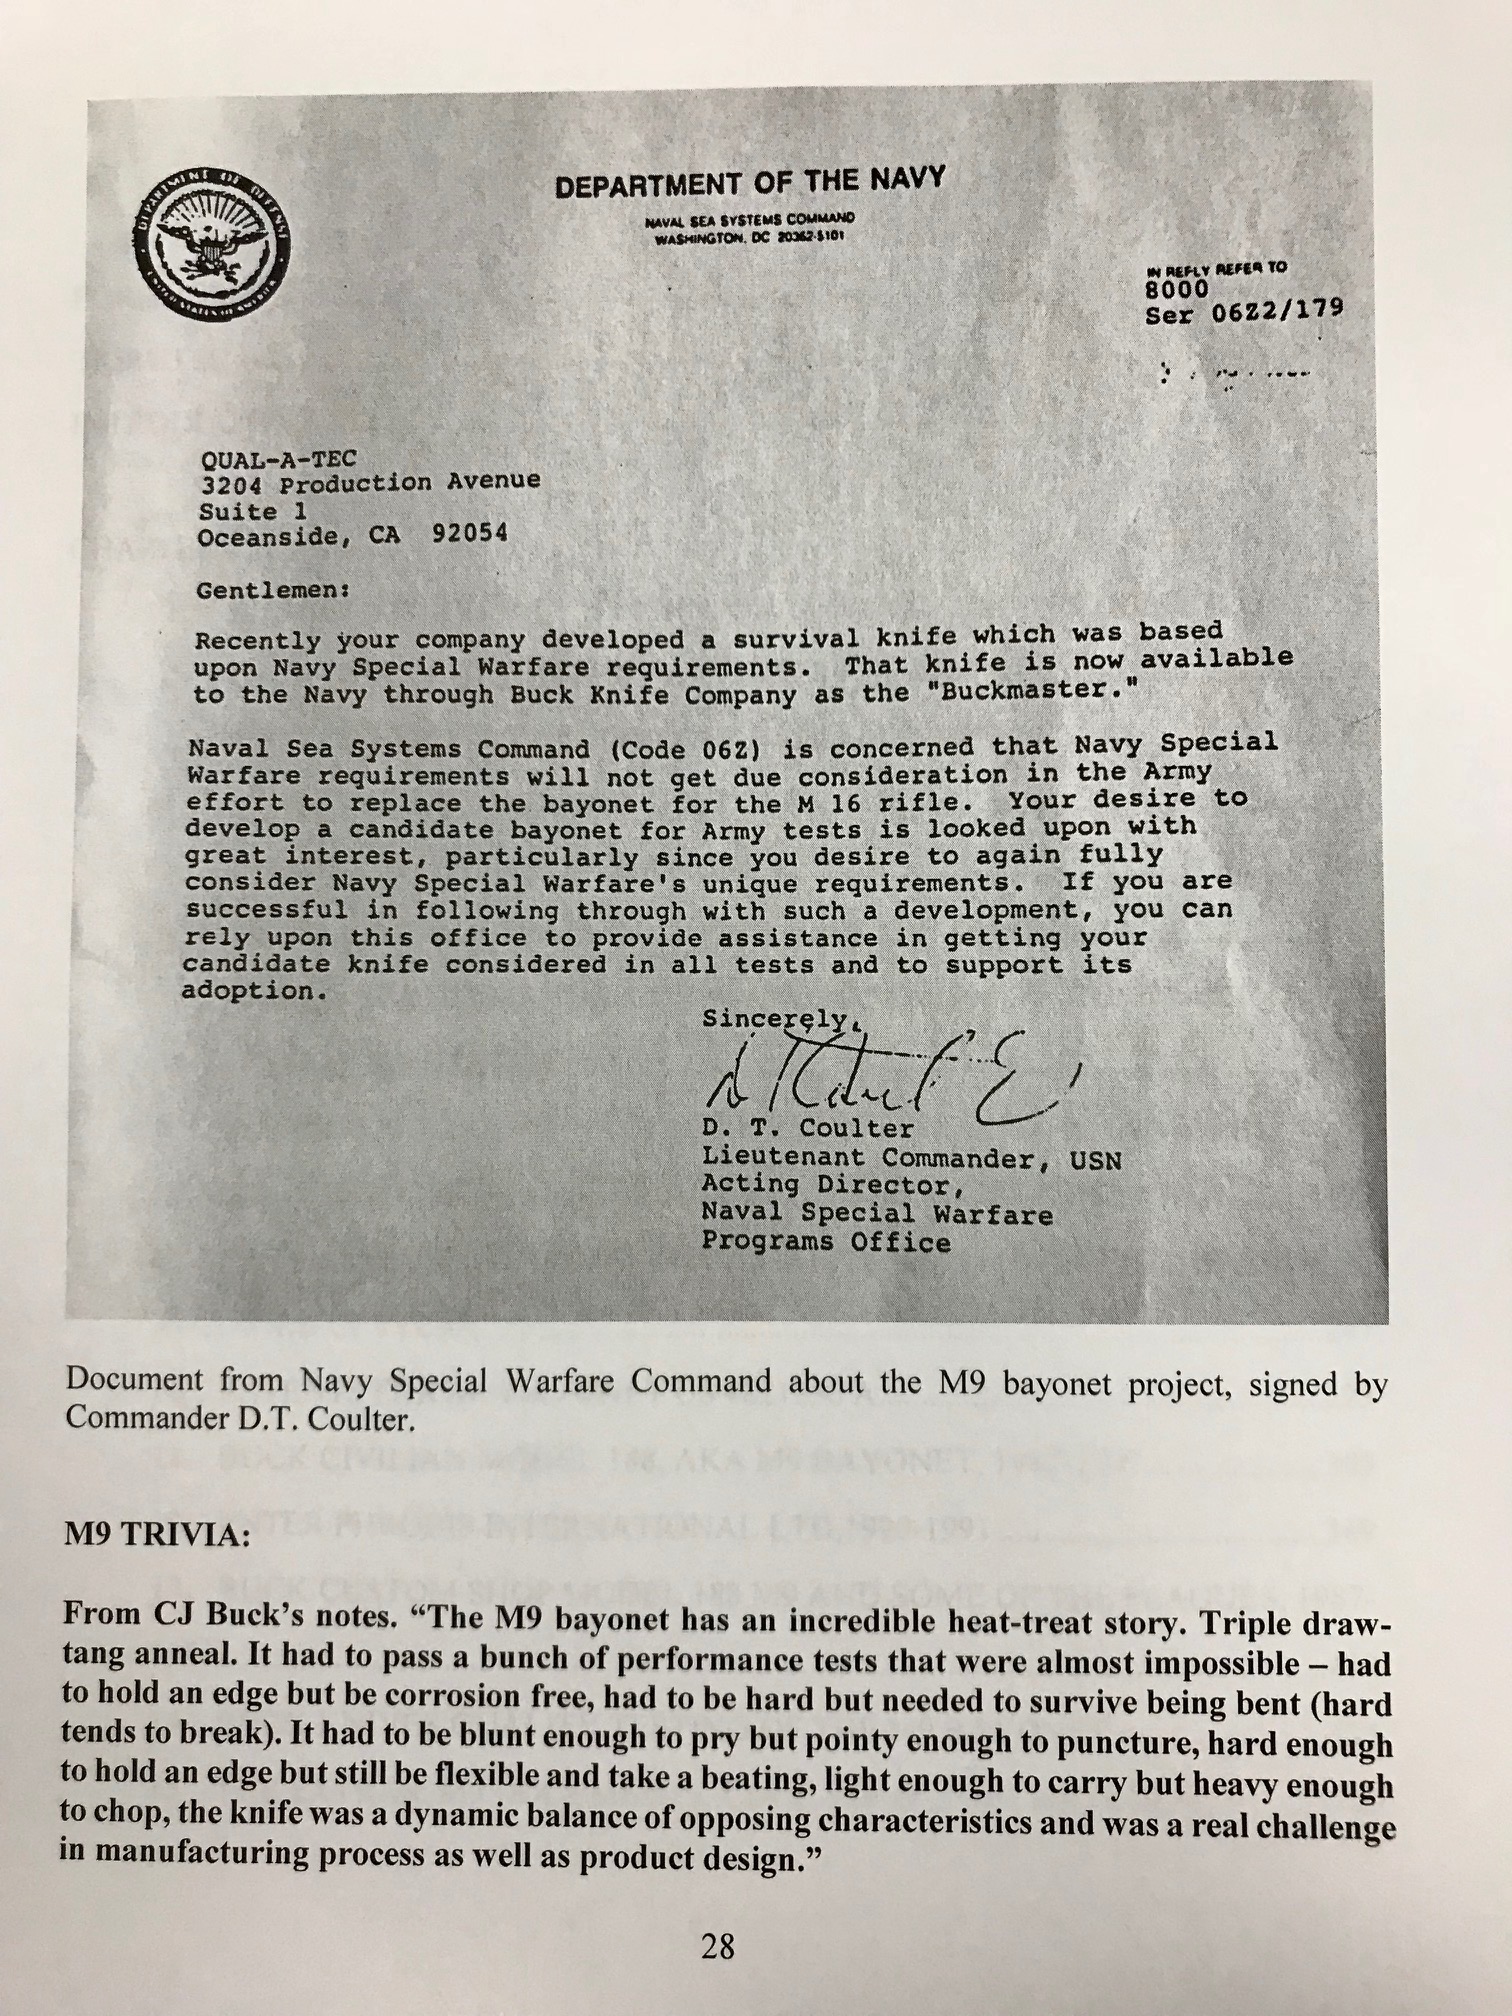 DEPARTMENT OF DEFENSE
UNITED STATES OF AMERICA
DEPARTMENT OF THE NAVY
NAVAL SEA SYSTEMS COMMAND
WASHINGTON, DC 20362-5101
IN REPLY REFER TO
8000
Ser 06Z2/179
QUAL-A-TEC
3204 Production Avenue
Suite 1
Oceanside, CA 92054
Gentlemen:
Recently your company developed a survival knife which was based
upon Navy Special Warfare requirements. That knife is now available
to the Navy through Buck Knife Company as the "Buckmaster."
Naval Sea Systems Command (Code 06Z) is concerned that Navy Special
Warfare requirements will not get due consideration in the Army
effort to replace the bayonet for the M 16 rifle. Your desire to
develop a candidate bayonet for Army tests is looked upon with
great interest, particularly since you desire to again fully
consider Navy Special Warfare's unique requirements. If you are
successful in following through with such a development, you can
rely upon this office to provide assistance in getting your
candidate knife considered in all tests and to support its
adoption.
Sincerely,
D. T. Coulter
Lieutenant Commander, USN
Acting Director,
Naval Special Warfare
Programs Office
Document from Navy Special Warfare Command about the M9 bayonet project, signed by
Commander D.T. Coulter.
M9 TRIVIA:
From CJ Buck’s notes. “The M9 bayonet has an incredible heat-treat story. Triple draw-
tang anneal. It had to pass a bunch of performance tests that were almost impossible – had
to hold an edge but be corrosion free, had to be hard but needed to survive being bent (hard
tends to break). It had to be blunt enough to pry but pointy enough to puncture, hard enough
to hold an edge but still be flexible and take a beating, light enough to carry but heavy enough
to chop, the knife was a dynamic balance of opposing characteristics and was a real challenge
in manufacturing process as well as product design.”
28